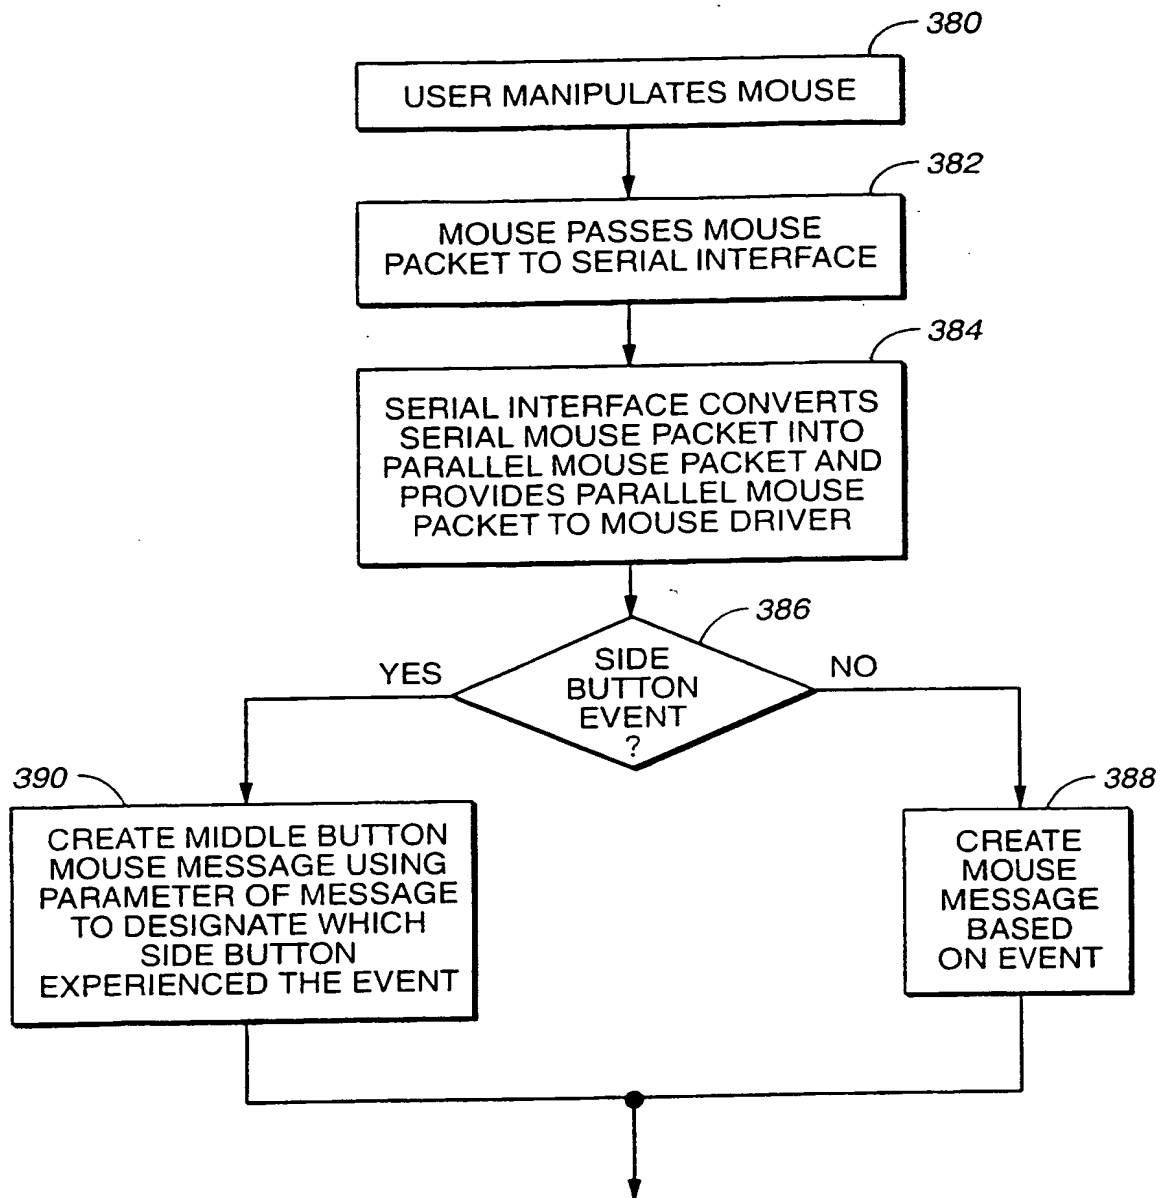 380
USER MANIPULATES MOUSE
382
MOUSE PASSES MOUSE
PACKET TO SERIAL INTERFACE
384
SERIAL INTERFACE CONVERTS
SERIAL MOUSE PACKET INTO
PARALLEL MOUSE PACKET AND
PROVIDES PARALLEL MOUSE
PACKET TO MOUSE DRIVER
386
SIDE
BUTTON
EVENT
?
YES
NO
390
CREATE MIDDLE BUTTON
MOUSE MESSAGE USING
PARAMETER OF MESSAGE
TO DESIGNATE WHICH
SIDE BUTTON
EXPERIENCED THE EVENT
388
CREATE
MOUSE
MESSAGE
BASED
ON EVENT